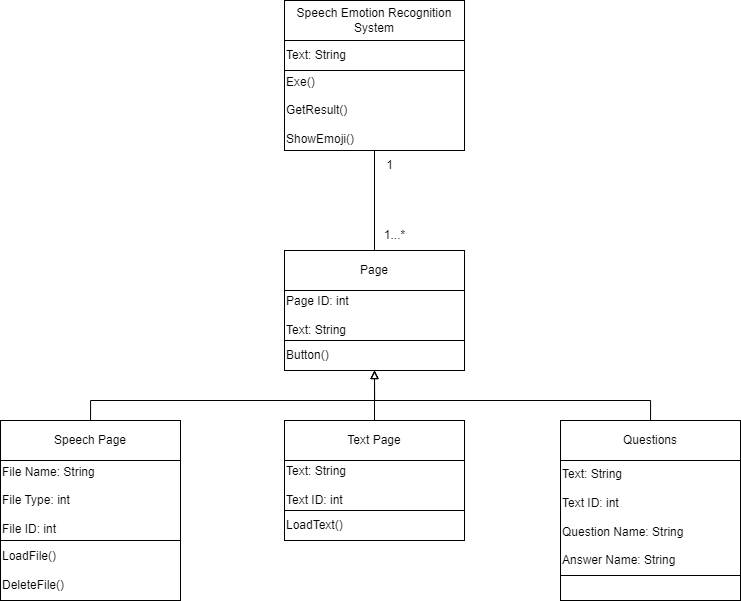 Speech Emotion Recognition
System
Text: String
Exe()
GetResult()
ShowEmoji()
1
1...*
Page
Page ID: int
Text: String
Button()
Speech Page
File Name: String
File Type: int
File ID: int
LoadFile()
DeleteFile()
Text Page
Text: String
Text ID: int
LoadText()
Questions
Text: String
Text ID: int
Question Name: String
Answer Name: String